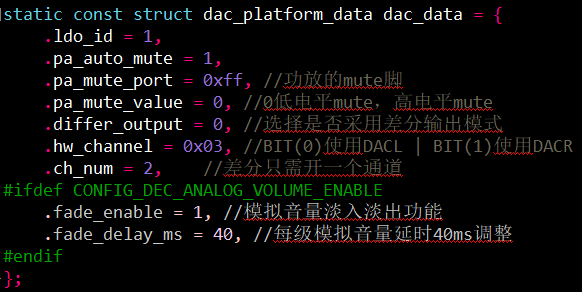 static const struct dac_platform_data dac_data = {
.ldo_id = 1,
.pa_auto_mute = 1,
.pa_mute_port = 0xff, //功放的mute脚
.pa_mute_value = 0, //0低电平mute，高电平mute
.differ_output = 0, //选择是否采用差分输出模式
.hw_channel = 0x03, //BIT(0)使用DACL | BIT(1)使用DACR
.ch_num = 2, //差分只需开一个通道
#ifdef CONFIG_DEC_ANALOG_VOLUME_ENABLE
.fade_enable = 1, //模拟音量淡入淡出功能
.fade_delay_ms = 40, //每级模拟音量延时40ms调整
#endif
};